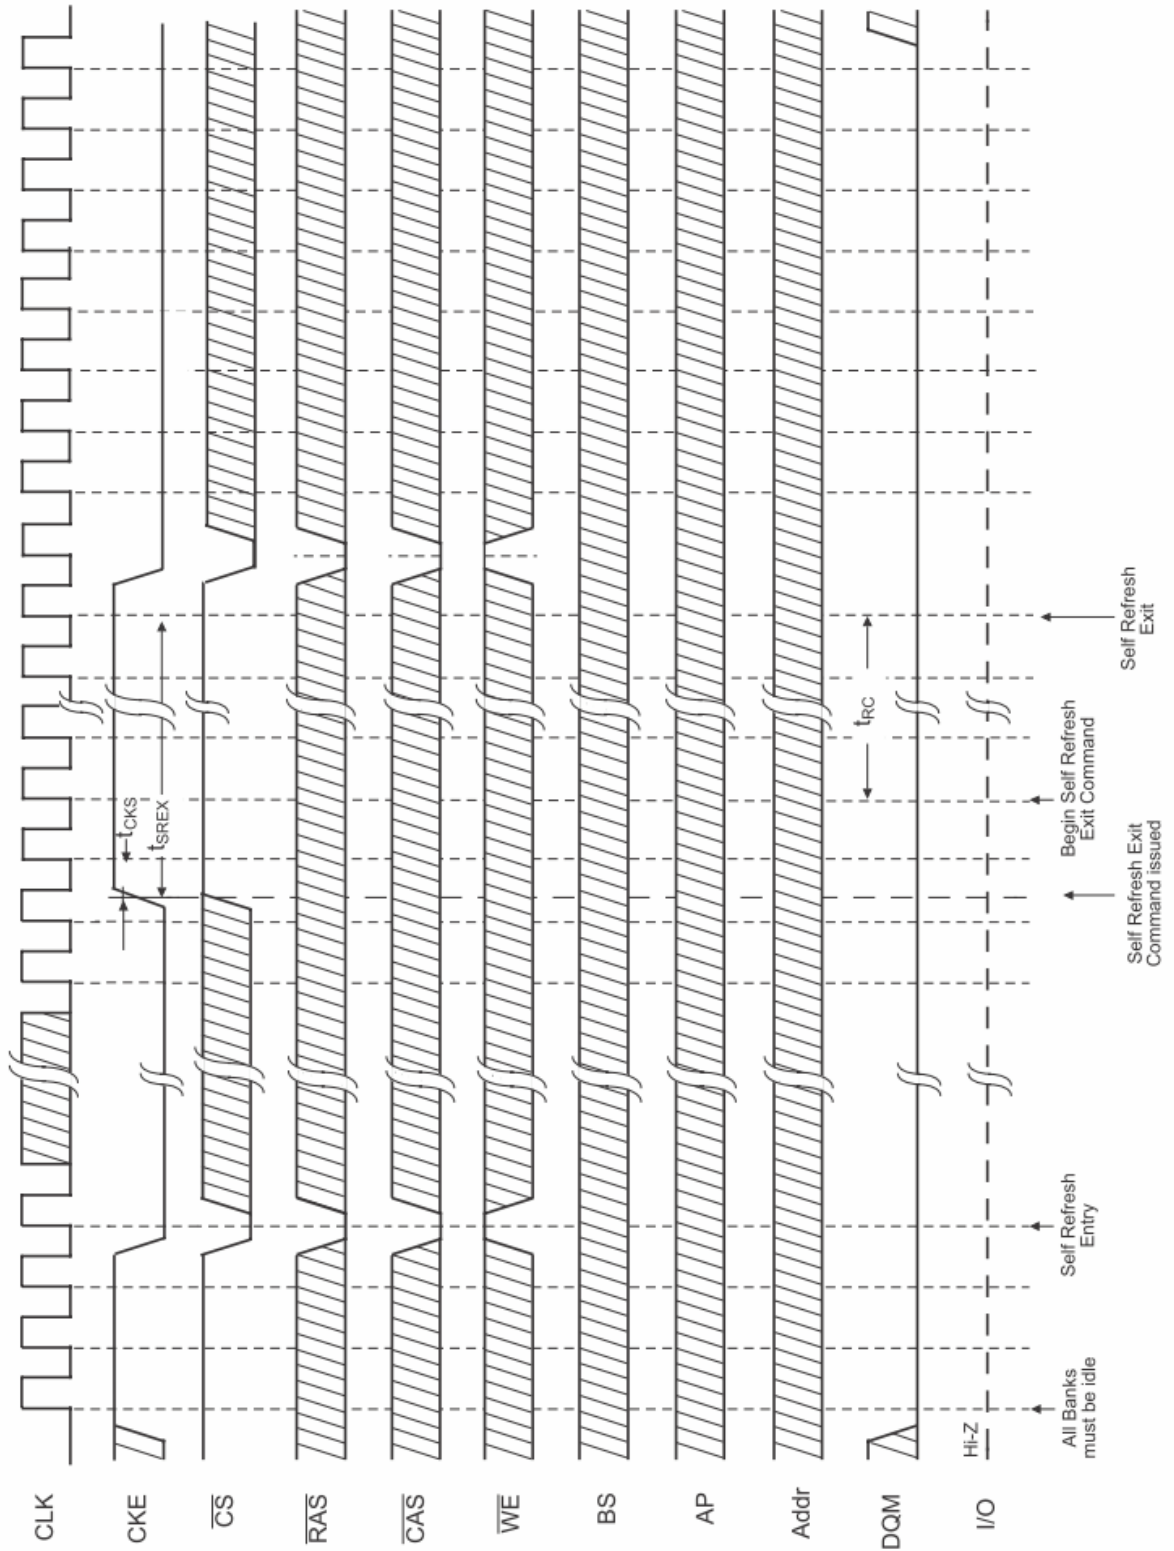 CLK
CKE
t̅CKS
tSREX
CS
RAS
CAS
WE
BS
AP
Addr
DQM
tRC
I/O
Hi-Z
All Banks
must be idle
Self Refresh
Entry
Self Refresh Exit
Command issued
Begin Self Refresh
Exit Command
Self Refresh
Exit